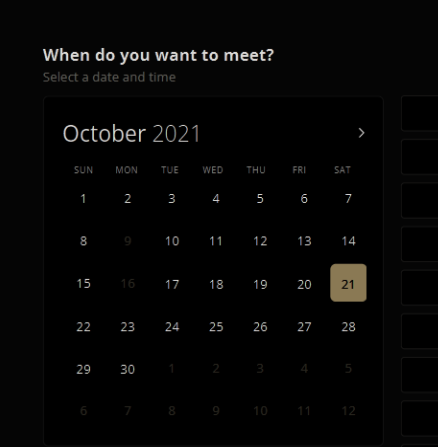 When do you want to meet?
Select a date and time
October 2021
SUN MON TUE WED THU FRI SAT
1 2 3 4 5 6 7
8 9 10 11 12 13 14
15 16 17 18 19 20 21
22 23 24 25 26 27 28
29 30 1 2 3 4 5
6 7 8 9 10 11 12